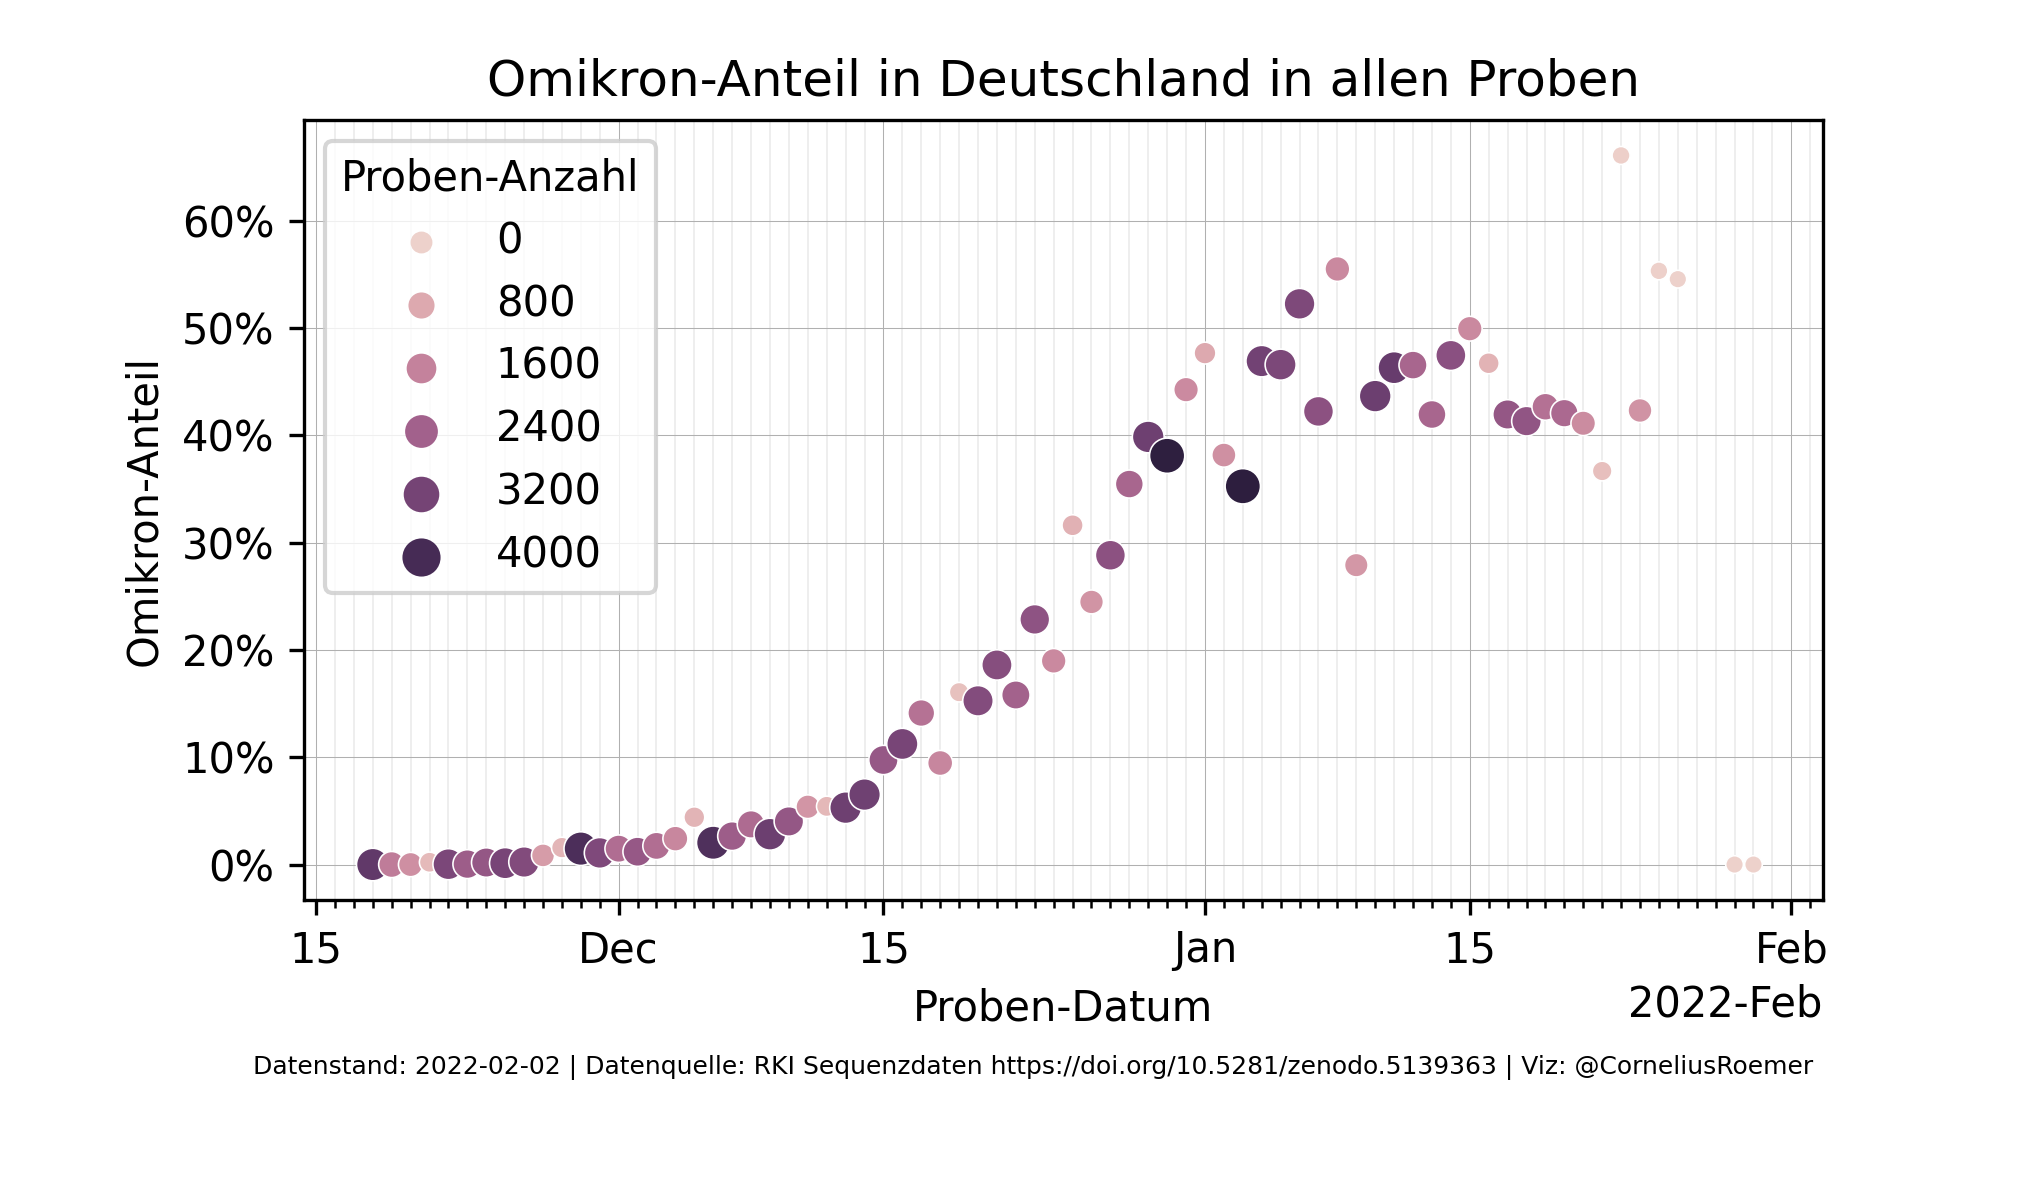 Omikron-Anteil in Deutschland in allen Proben
Proben-Anzahl
0
800
1600
2400
3200
4000
60%
50%
40%
30%
20%
10%
0%
Omikron-Anteil
15 Dec 15 Jan 15 Feb
2022-Feb
Proben-Datum
Datenstand: 2022-02-02 | Datenquelle: RKI Sequenzdaten https://doi.org/10.5281/zenodo.5139363 | Viz: @CorneliusRoemer